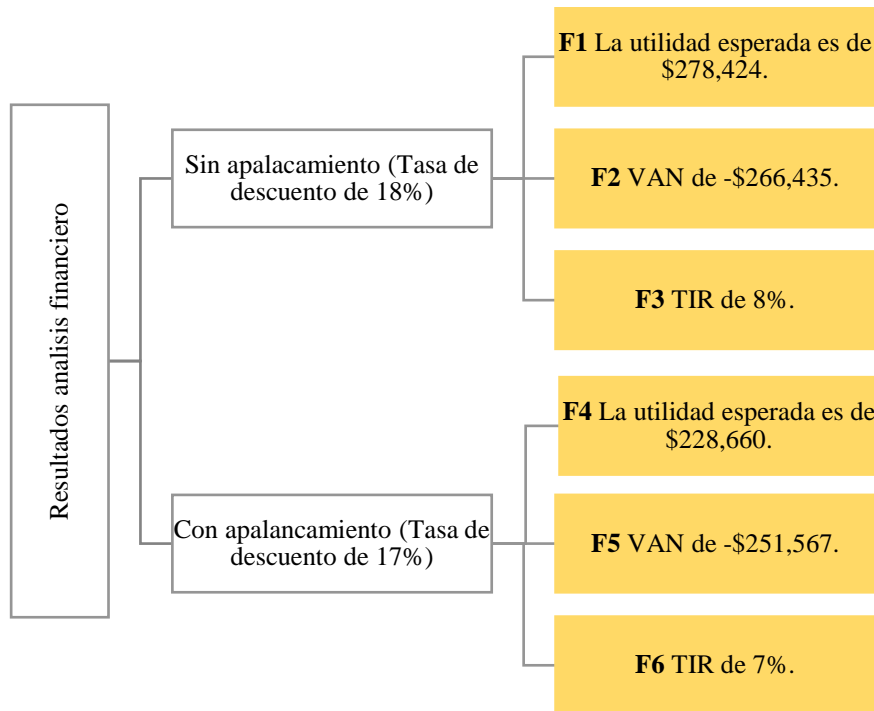 Resultados analisis financiero
Sin apalacamiento (Tasa de
descuento de 18%)
F1 La utilidad esperada es de
$278,424.
F2 VAN de -$266,435.
F3 TIR de 8%.
Con apalancamiento (Tasa de
descuento de 17%)
F4 La utilidad esperada es de
$228,660.
F5 VAN de -$251,567.
F6 TIR de 7%.